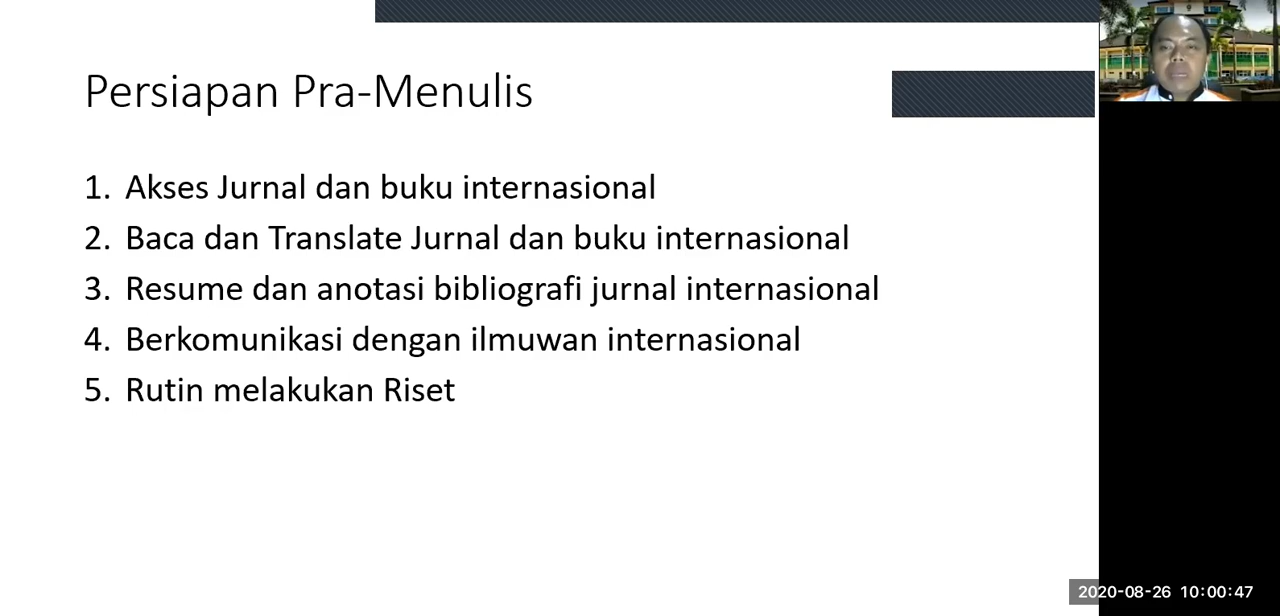 Persiapan Pra-Menulis
1. Akses Jurnal dan buku internasional
2. Baca dan Translate Jurnal dan buku internasional
3. Resume dan anotasi bibliografi jurnal internasional
4. Berkomunikasi dengan ilmuwan internasional
5. Rutin melakukan Riset
2020-08-26 10:00:47